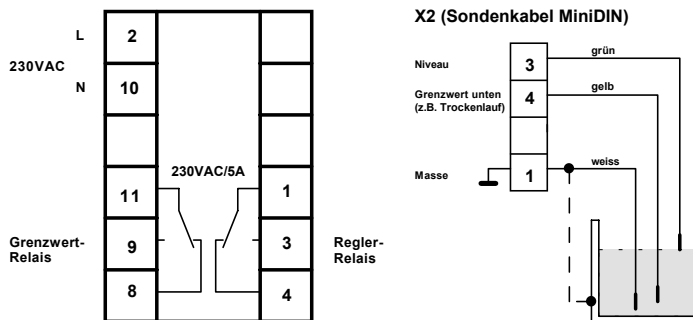 L
230VAC
N
2
10
11
9
8
230VAC/5A
1
3
4
Grenzwert-
Relais
Regler-
Relais
X2 (Sondenkabel MiniDIN)
Niveau
3
grün
Grenzwert unten
(z.B. Trockenlauf)
4
gelb
Masse
1
weiss